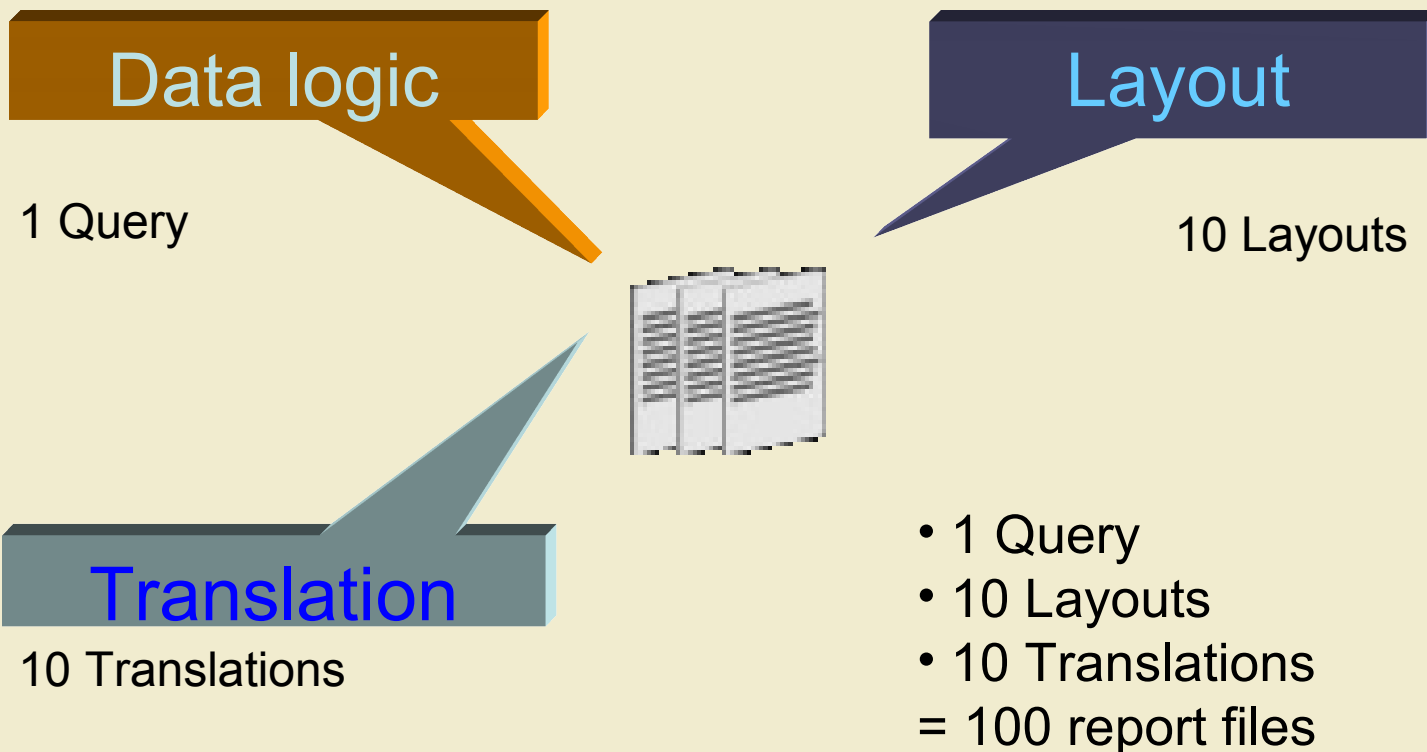 Data logic
Layout
1 Query
10 Layouts
Translation
10 Translations
• 1 Query
• 10 Layouts
• 10 Translations
= 100 report files